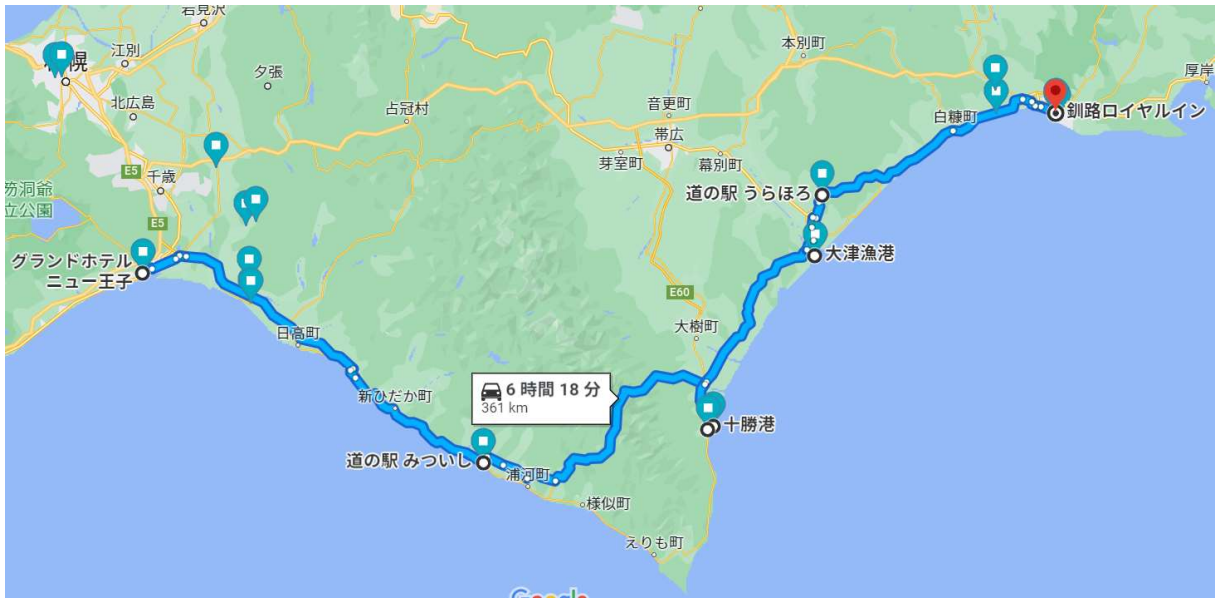 岩見沢
江別
幌
夕張
北広島
占冠村
本別町
厚岸
音更町
帯広
芽室町
幕別町
白糠町
釧路ロイヤルイン
E5
千歳
笏洞爺
立公園
E5
グランドホテル
ニュー王子
道の駅 うらほろ
大津漁港
E60
大樹町
日高町
6 時間 18 分
361 km
新ひだか町
十勝港
道の駅 みついし
浦河町
様似町
えりも町
Google